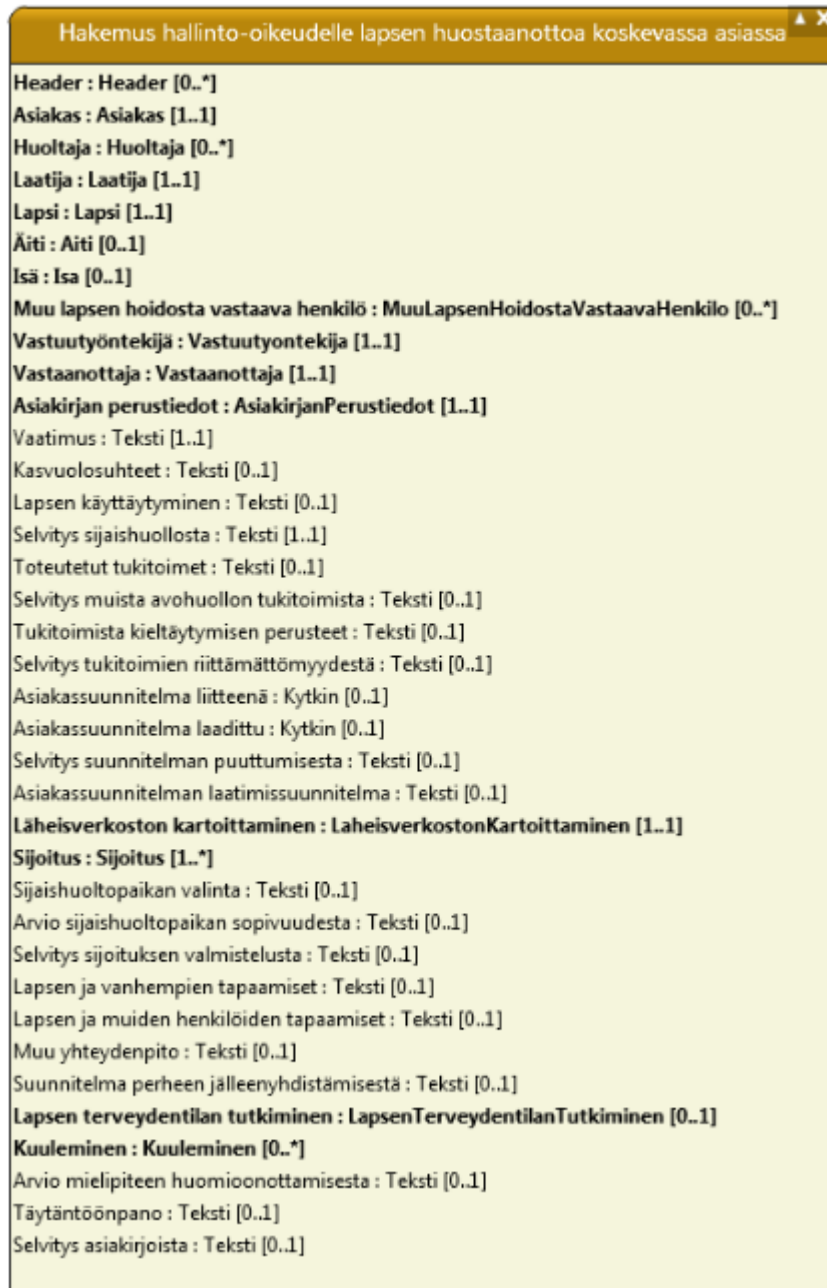 Hakemus hallinto-oikeudelle lapsen huostaanottoa koskevassa asiassa
Header : Header [0..*]
Asiakas : Asiakas [1..1]
Huoltaja : Huoltaja [0..*]
Laatija : Laatija [1..1]
Lapsi : Lapsi [1..1]
Äiti : Aiti [0..1]
Isä : Isa [0..1]
Muu lapsen hoidosta vastaava henkilö : MuuLapsenHoidostaVastaavaHenkilo [0..*]
Vastuutyöntekijä : Vastuutyontekija [1..1]
Vastaanottaja : Vastaanottaja [1..1]
Asiakirjan perustiedot : AsiakirjanPerustiedot [1..1]
Vaatimus : Teksti [1..1]
Kasvuolosuhteet : Teksti [0..1]
Lapsen käyttäytyminen : Teksti [0..1]
Selvitys sijaishuollosta : Teksti [1..1]
Toteutetut tukitoimet : Teksti [0..1]
Selvitys muista avohuollon tukitoimista : Teksti [0..1]
Tukitoimista kieltäytymisen perusteet : Teksti [0..1]
Selvitys tukitoimien riittämättömyydestä : Teksti [0..1]
Asiakassuunnitelma liitteenä : Kytkin [0..1]
Asiakassuunnitelma laadittu : Kytkin [0..1]
Selvitys suunnitelman puuttumisesta : Teksti [0..1]
Asiakassuunnitelman laatimissuunnitelma : Teksti [0..1]
Läheisverkoston kartoittaminen : LaheisverkostonKartoittaminen [1..1]
Sijoitus : Sijoitus [1..*]
Sijaishuoltopaikan valinta : Teksti [0..1]
Arvio sijaishuoltopaikan sopivuudesta : Teksti [0..1]
Selvitys sijoituksen valmistelusta : Teksti [0..1]
Lapsen ja vanhempien tapaamiset : Teksti [0..1]
Lapsen ja muiden henkilöiden tapaamiset : Teksti [0..1]
Muu yhteydenpito : Teksti [0..1]
Suunnitelma perheen jälleenyhdistämisestä : Teksti [0..1]
Lapsen terveydentilan tutkiminen : LapsenTerveydentilanTutkiminen [0..1]
Kuuleminen : Kuuleminen [0..*]
Arvio mielipiteen huomioonottamisesta : Teksti [0..1]
Täytäntöönpano : Teksti [0..1]
Selvitys asiakirjoista : Teksti [0..1]